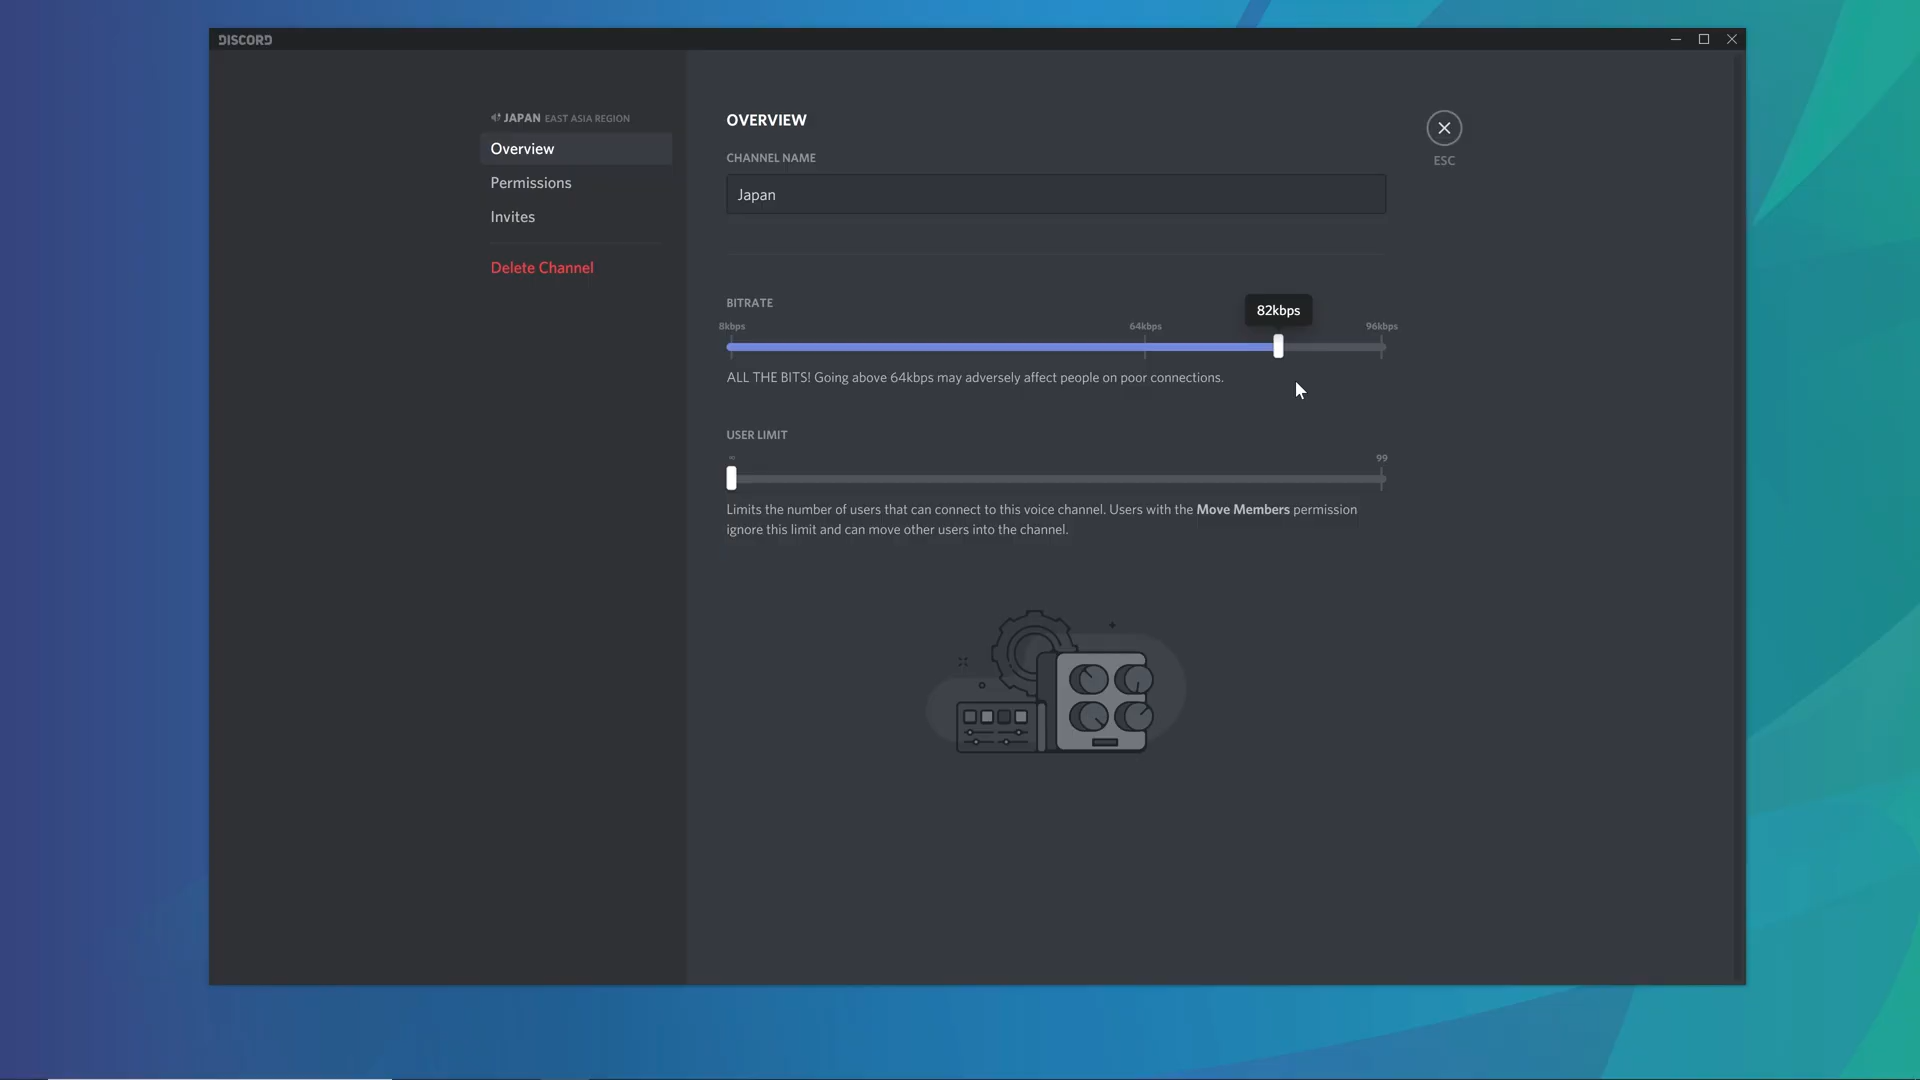 DISCORD
JAPAN EAST ASIA REGION
Overview
Permissions
Invites
Delete Channel
OVERVIEW
ESC
CHANNEL NAME
Japan
BITRATE
82kbps
8kbps 64kbps 96kbps
ALL THE BITS! Going above 64kbps may adversely affect people on poor connections.
USER LIMIT
∞ 99
Limits the number of users that can connect to this voice channel. Users with the Move Members permission
ignore this limit and can move other users into the channel.